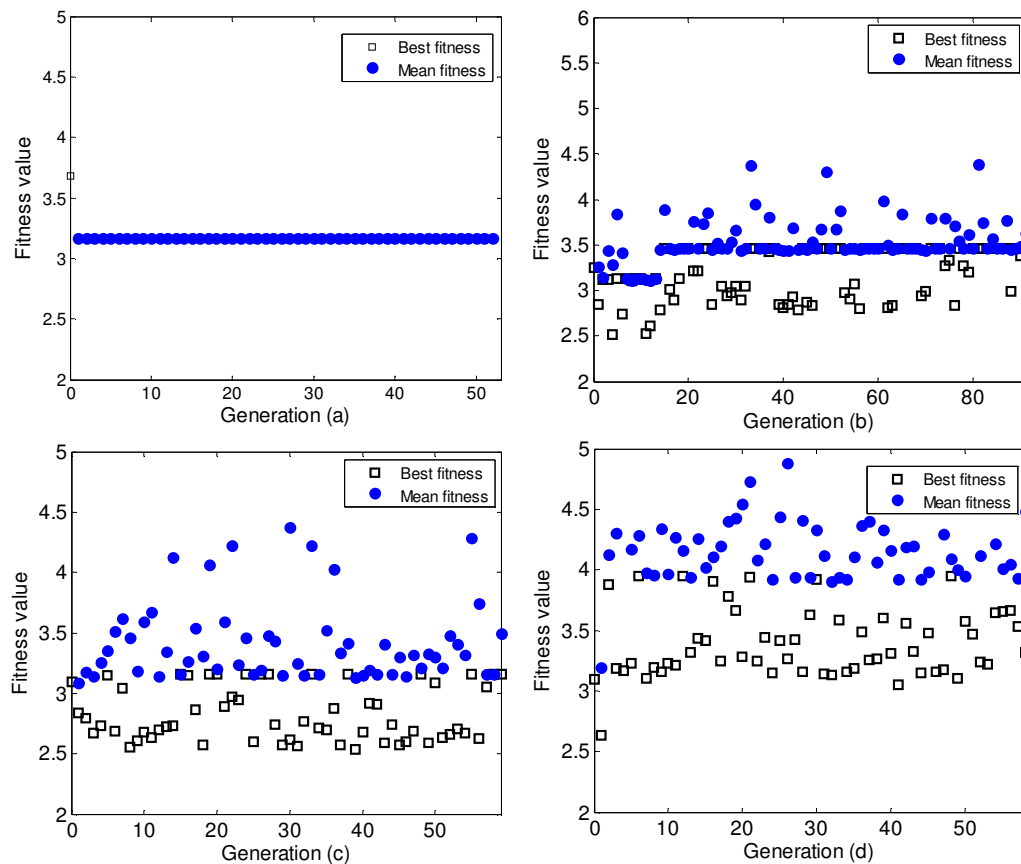 5
4.5
4
3.5
3
2.5
2
Fitness value
Best fitness
Mean fitness
0 10 20 30 40 50
Generation (a)
6
5.5
5
4.5
4
3.5
3
2.5
2
Fitness value
Best fitness
Mean fitness
0 20 40 60 80
Generation (b)
5
4.5
4
3.5
3
2.5
2
Fitness value
Best fitness
Mean fitness
0 10 20 30 40 50
Generation (c)
5
4.5
4
3.5
3
2.5
2
Fitness value
Best fitness
Mean fitness
0 10 20 30 40 50
Generation (d)